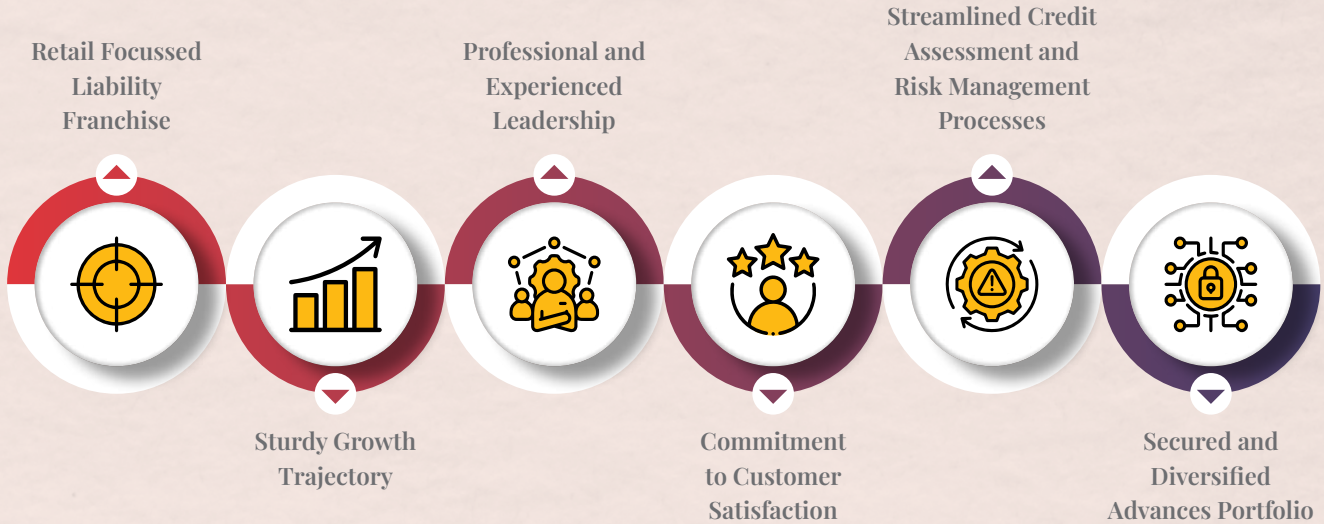 Retail Focussed
Liability
Franchise
Sturdy Growth
Trajectory
Professional and
Experienced
Leadership
Commitment
to Customer
Satisfaction
Streamlined Credit
Assessment and
Risk Management
Processes
Secured and
Diversified
Advances Portfolio